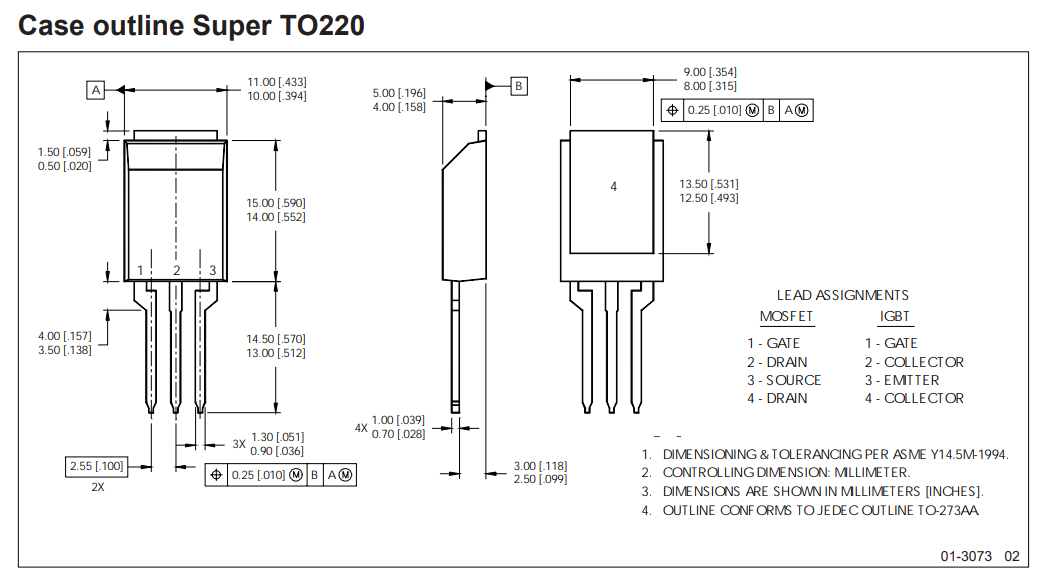 Case outline Super TO220
A
11.00 [.433]
10.00 [.394]
5.00 [.196]
4.00 [.158]
B
9.00 [.354]
8.00 [.315]
⌖ 0.25 [.010] Ⓜ B A Ⓜ
1.50 [.059]
0.50 [.020]
15.00 [.590]
14.00 [.552]
4
13.50 [.531]
12.50 [.493]
1 2 3
4.00 [.157]
3.50 [.138]
14.50 [.570]
13.00 [.512]
LEAD ASSIGNMENTS
MOSFET IGBT
1 - GATE 1 - GATE
2 - DRAIN 2 - COLLECTOR
3 - SOURCE 3 - EMITTER
4 - DRAIN 4 - COLLECTOR
3X 1.30 [.051]
0.90 [.036]
4X 1.00 [.039]
0.70 [.028]
2.55 [.100]
2X
⌖ 0.25 [.010] Ⓜ B A Ⓜ
3.00 [.118]
2.50 [.099]
1. DIMENSIONING & TOLERANCING PER ASME Y14.5M-1994.
2. CONTROLLING DIMENSION: MILLIMETER.
3. DIMENSIONS ARE SHOWN IN MILLIMETERS [INCHES].
4. OUTLINE CONFORMS TO JEDEC OUTLINE TO-273AA.
01-3073 02